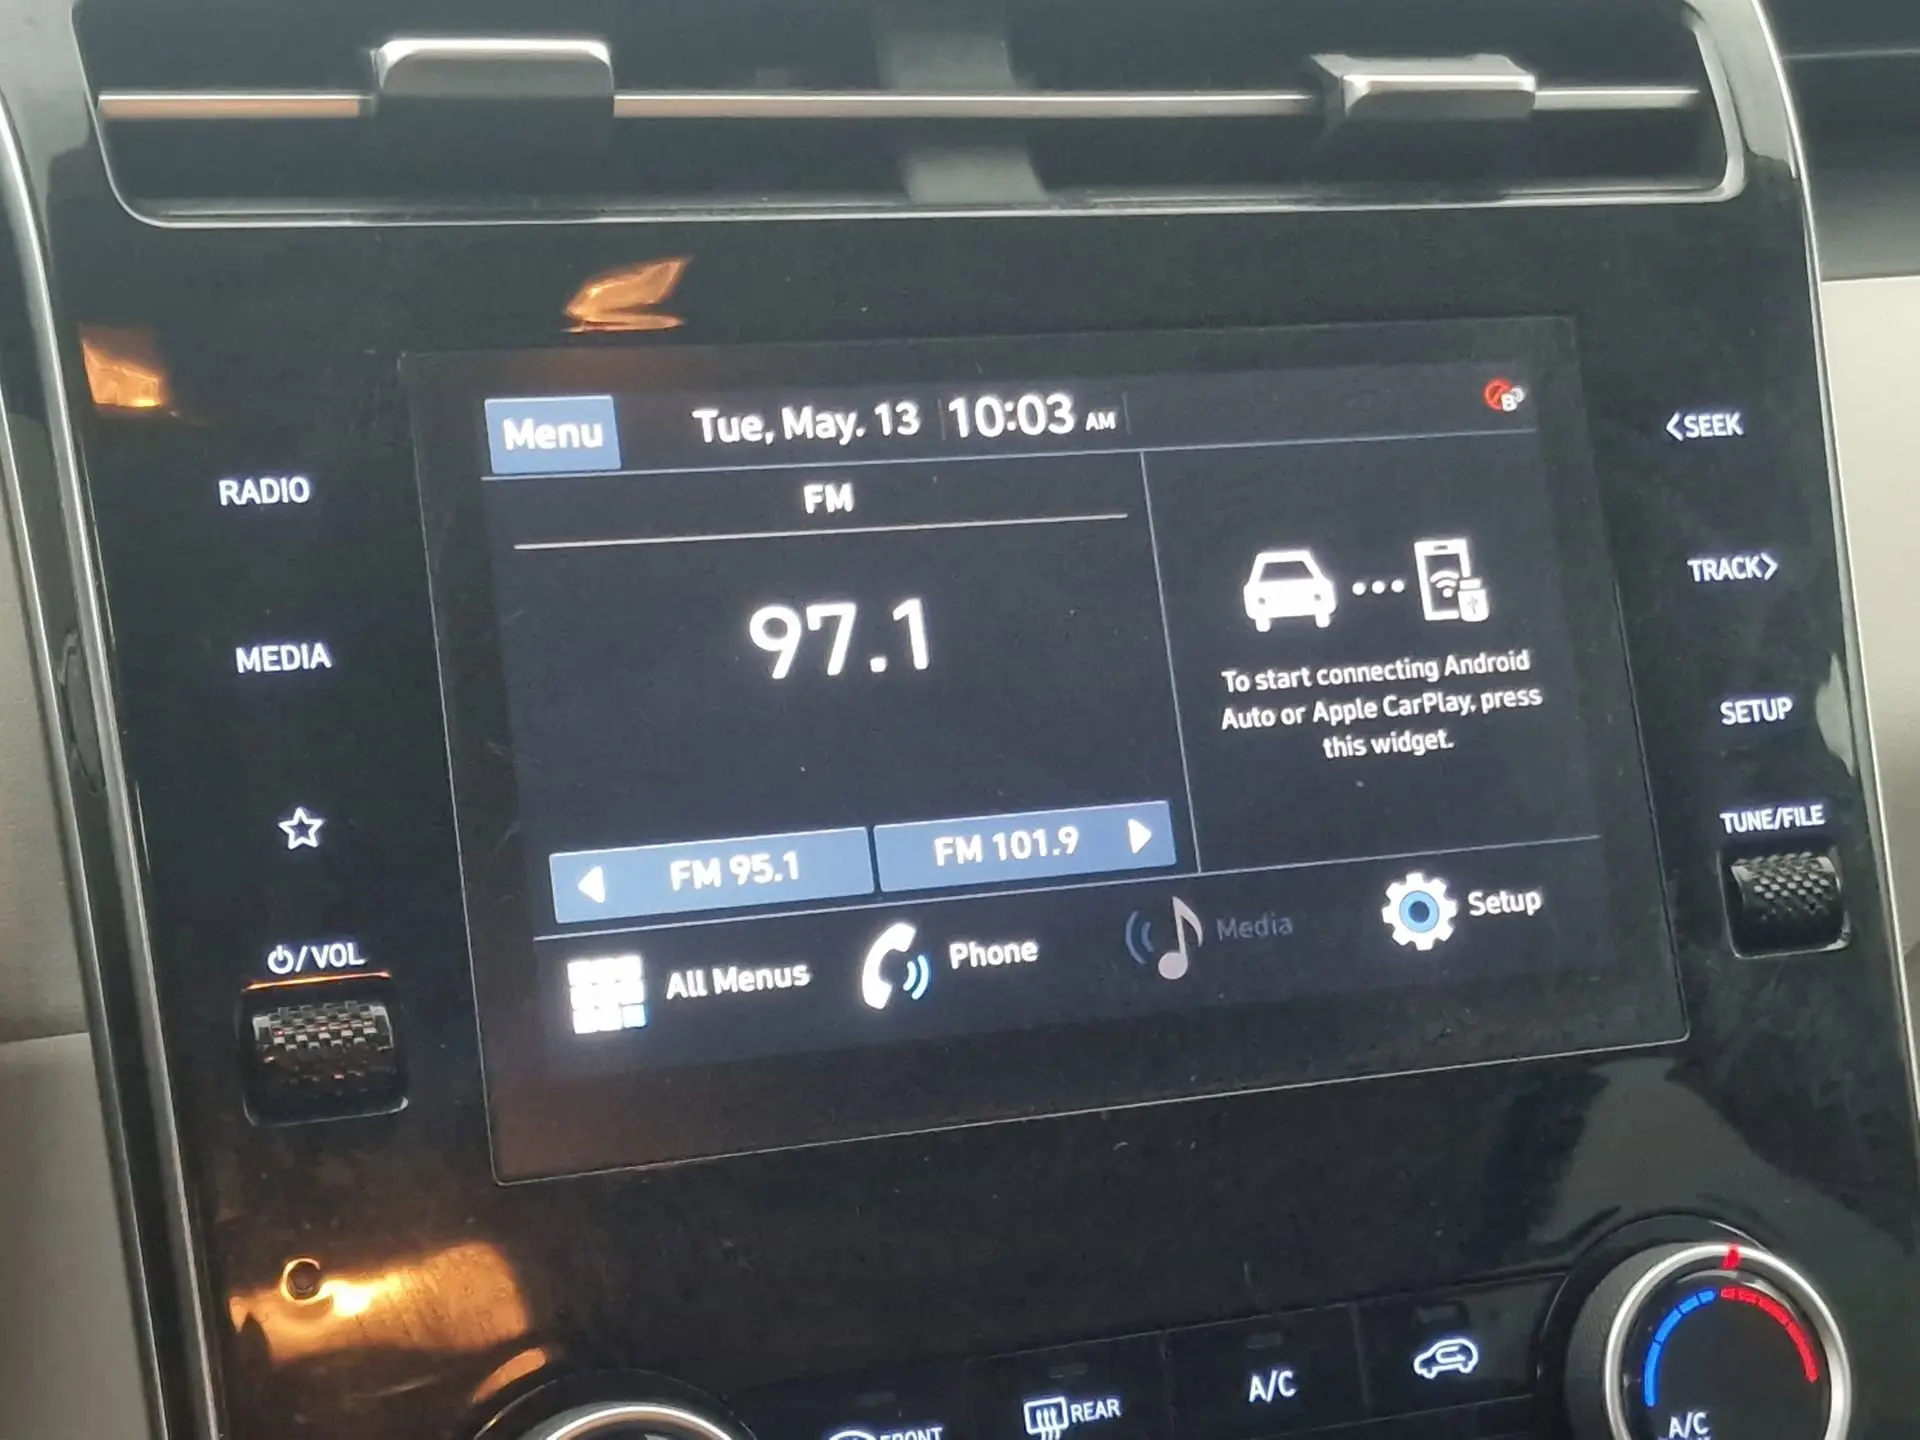 Menu
Tue, May. 13 10:03 AM
<SEEK
RADIO
FM
TRACK>
97.1
MEDIA
To start connecting Android
Auto or Apple CarPlay, press
this widget.
SETUP
FM 95.1
FM 101.9
TUNE/FILE
/VOL
All Menus
Phone
Media
Setup
FRONT
REAR
A/C
A/C